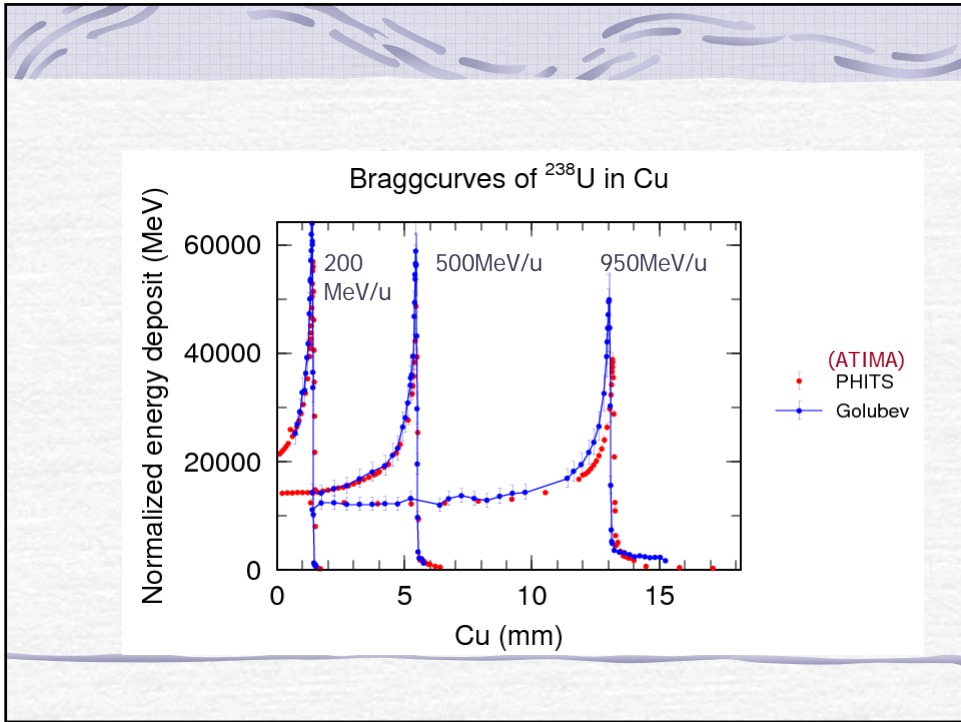 Braggcurves of ²³⁸U in Cu
Normalized energy deposit (MeV)
60000
40000
20000
0
200
MeV/u
500MeV/u
950MeV/u
(ATIMA)
PHITS
Golubev
0
5
10
15
Cu (mm)